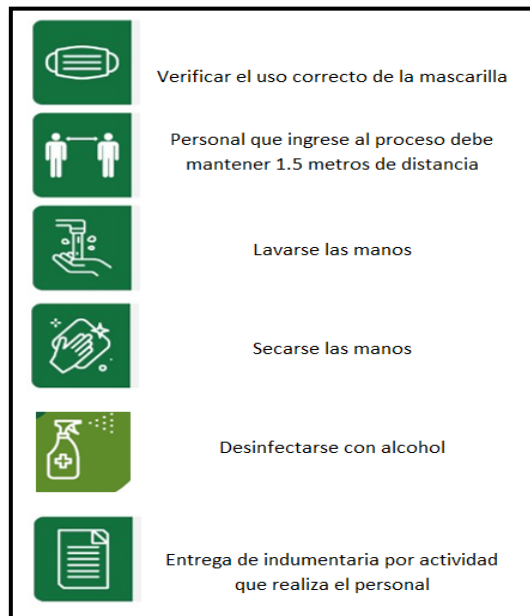 Verificar el uso correcto de la mascarilla
Personal que ingrese al proceso debe
mantener 1.5 metros de distancia
Lavarse las manos
Secarse las manos
Desinfectarse con alcohol
Entrega de indumentaria por actividad
que realiza el personal